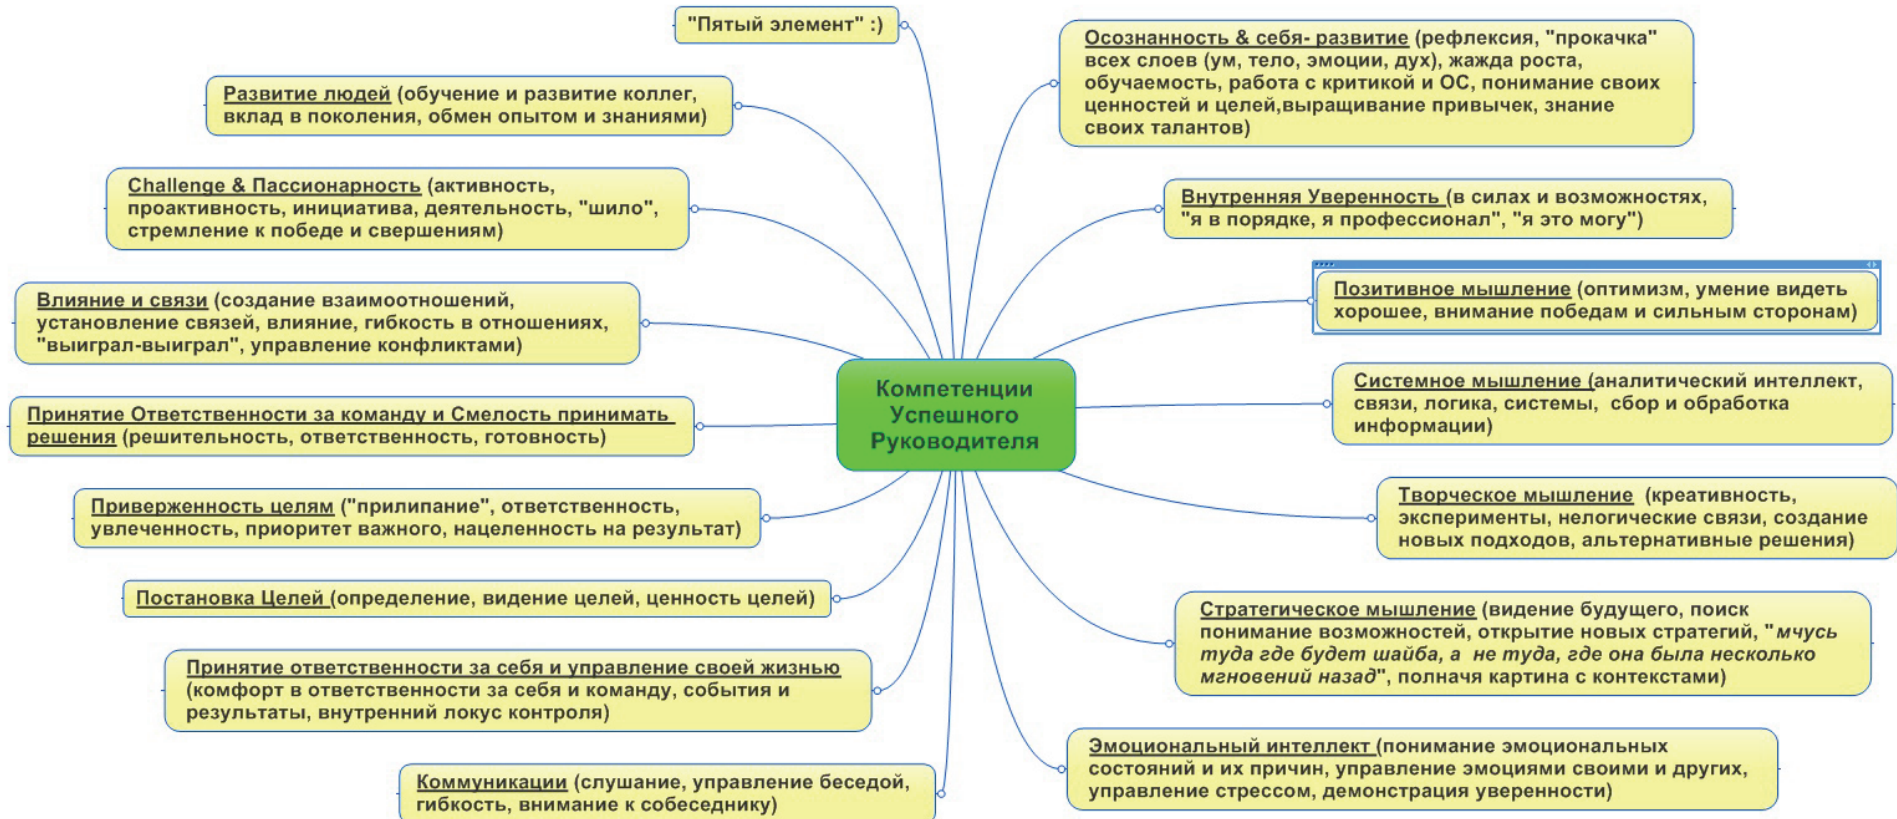 "Пятый элемент" :)
Развитие людей (обучение и развитие коллег,
вклад в поколения, обмен опытом и знаниями)
Challenge & Пассионарность (активность,
проактивность, инициатива, деятельность, "шило",
стремление к победе и свершениям)
Влияние и связи (создание взаимоотношений,
установление связей, влияние, гибкость в отношениях,
"выиграл-выиграл", управление конфликтами)
Принятие Ответственности за команду и Смелость принимать
решения (решительность, ответственность, готовность)
Приверженность целям ("прилипание", ответственность,
увлеченность, приоритет важного, нацеленность на результат)
Постановка Целей (определение, видение целей, ценность целей)
Принятие ответственности за себя и управление своей жизнью
(комфорт в ответственности за себя и команду, события и
результаты, внутренний локус контроля)
Коммуникации (слушание, управление беседой,
гибкость, внимание к собеседнику)
Компетенции
Успешного
Руководителя
Осознанность & себя- развитие (рефлексия, "прокачка"
всех слоев (ум, тело, эмоции, дух), жажда роста,
обучаемость, работа с критикой и ОС, понимание своих
ценностей и целей,выращивание привычек, знание
своих талантов)
Внутренняя Уверенность (в силах и возможностях,
"я в порядке, я профессионал", "я это могу")
Позитивное мышление (оптимизм, умение видеть
хорошее, внимание победам и сильным сторонам)
Системное мышление (аналитический интеллект,
связи, логика, системы, сбор и обработка
информации)
Творческое мышление (креативность,
эксперименты, нелогические связи, создание
новых подходов, альтернативные решения)
Стратегическое мышление (видение будущего, поиск
понимание возможностей, открытие новых стратегий, "мчусь
туда где будет шайба, а не туда, где она была несколько
мгновений назад", полначя картина с контекстами)
Эмоциональный интеллект (понимание эмоциональных
состояний и их причин, управление эмоциями своими и других,
управление стрессом, демонстрация уверенности)